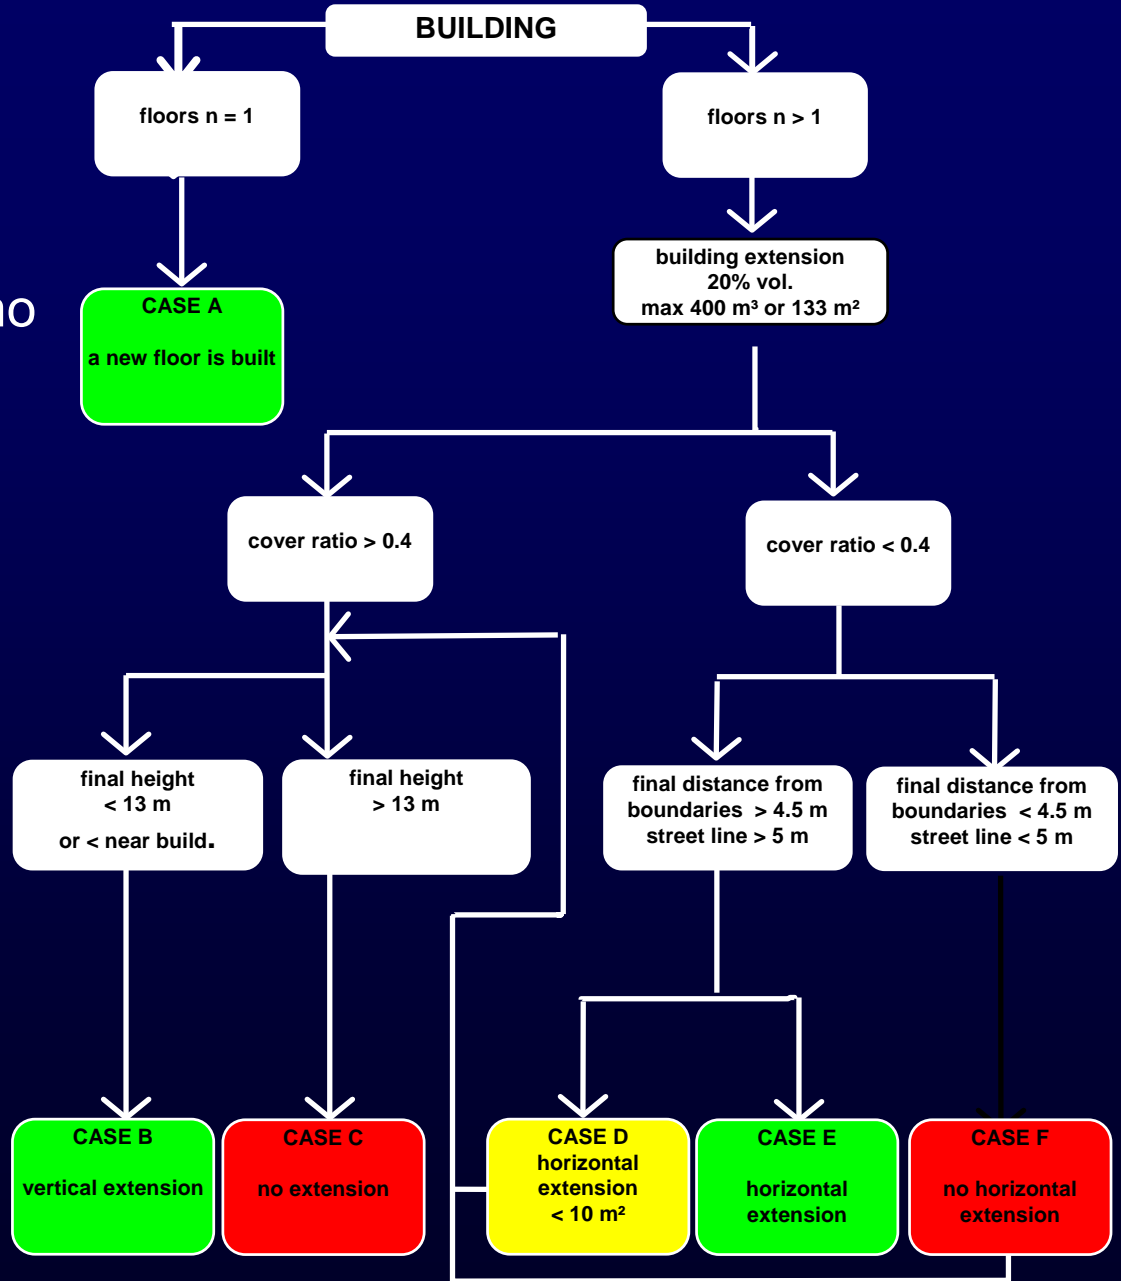 BUILDING
floors n = 1
floors n > 1
building extension
20% vol.
max 400 m³ or 133 m²
no
CASE A
a new floor is built
cover ratio > 0.4
cover ratio < 0.4
final height
< 13 m
or < near build.
final height
> 13 m
final distance from
boundaries > 4.5 m
street line > 5 m
final distance from
boundaries < 4.5 m
street line < 5 m
CASE B
vertical extension
CASE C
no extension
CASE D
horizontal
extension
< 10 m²
CASE E
horizontal
extension
CASE F
no horizontal
extension